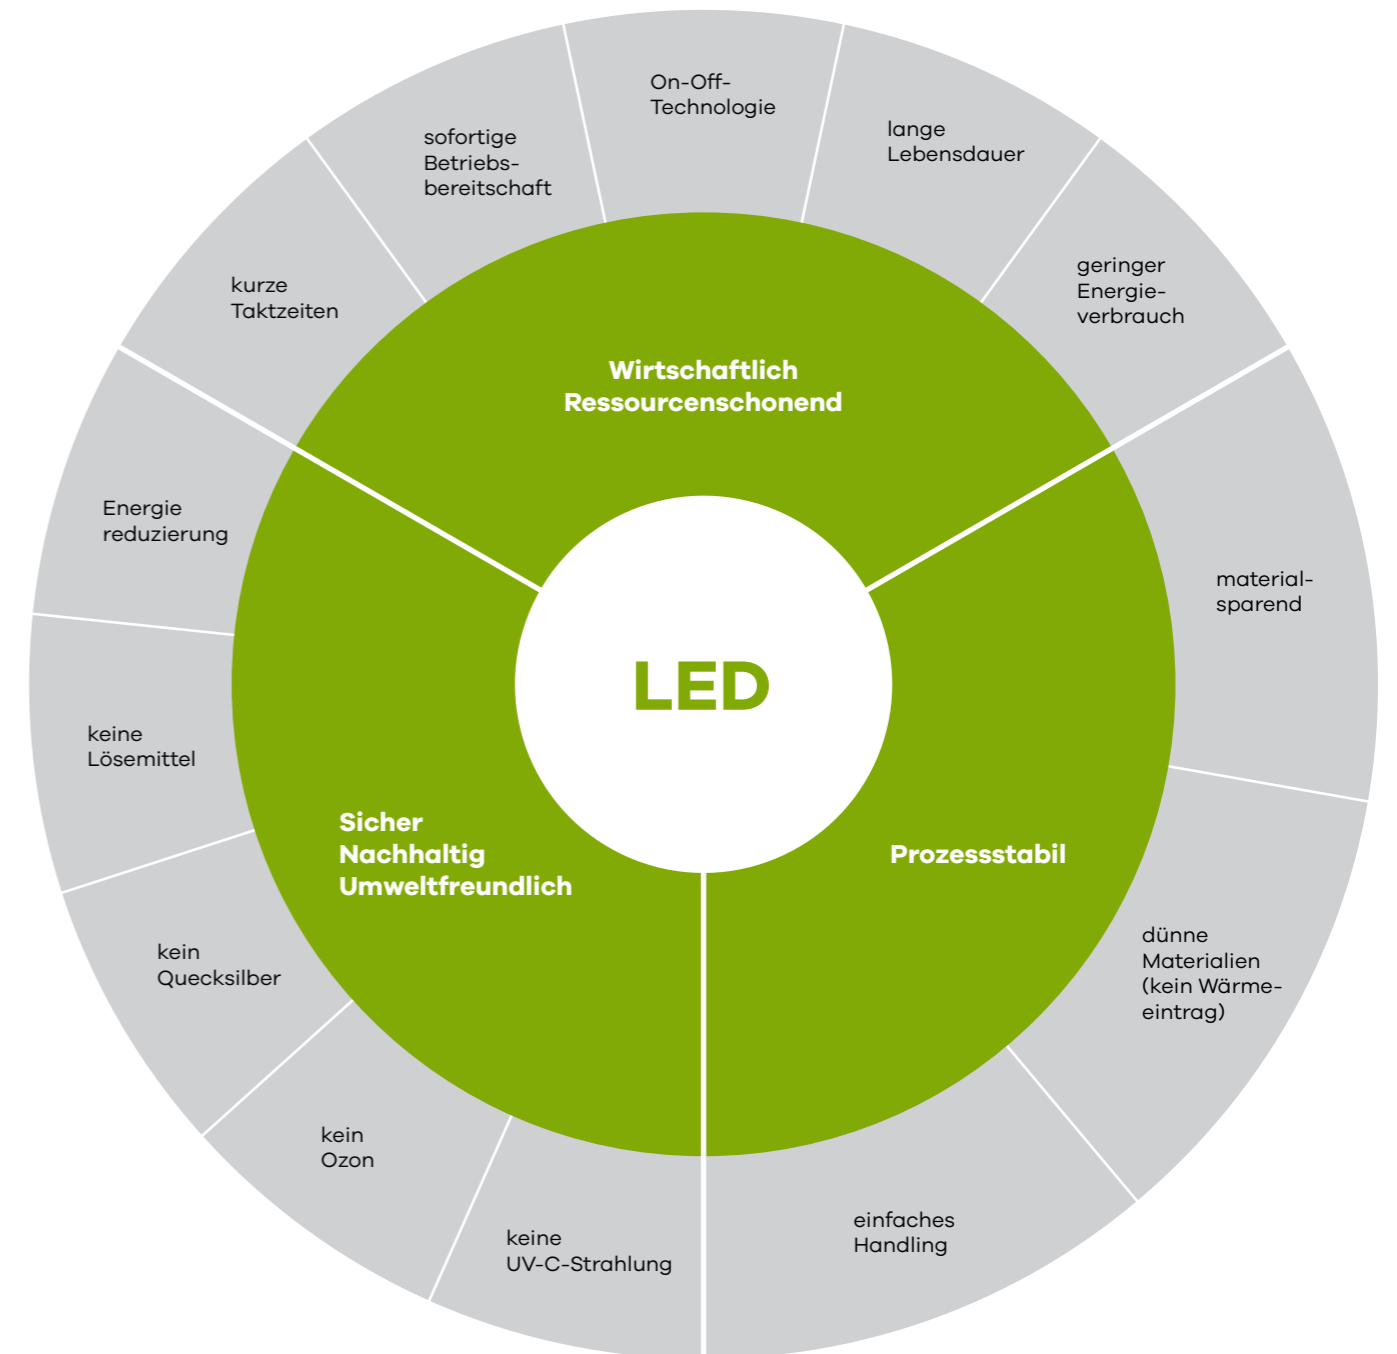 On-Off-
Technologie
lange
Lebensdauer
geringer
Energie-
verbrauch
material-
sparend
dünne
Materialien
(kein Wärme-
eintrag)
einfaches
Handling
keine
UV-C-Strahlung
kein
Ozon
kein
Quecksilber
keine
Lösemittel
Energie
reduzierung
kurze
Taktzeiten
sofortige
Betriebs-
bereitschaft
Wirtschaftlich
Ressourcenschonend
Prozessstabil
Sicher
Nachhaltig
Umweltfreundlich
LED